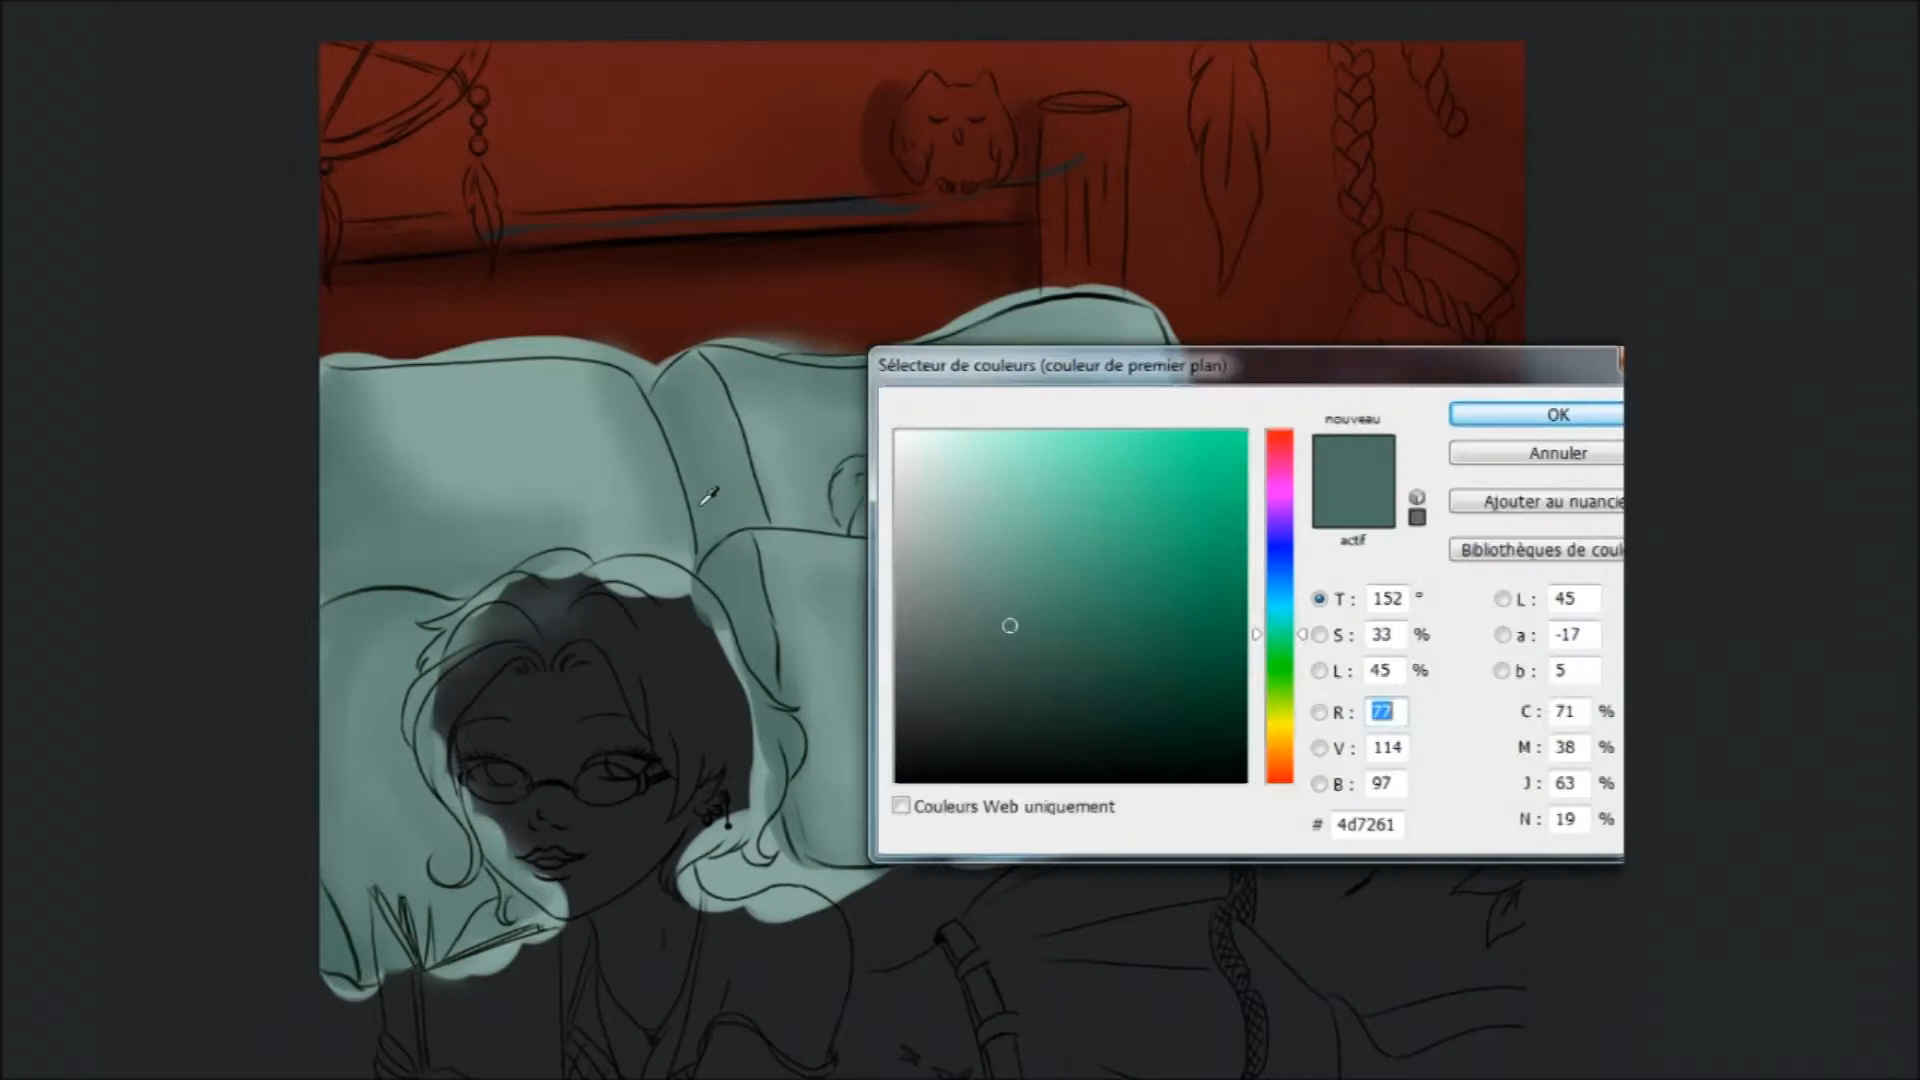 Sélecteur de couleurs (couleur de premier plan)
nouveau
actif
OK
Annuler
Ajouter au nuancie
Bibliothèques de coul
T : 152 °
S : 33 %
L : 45 %
R : 77
V : 114
B : 97
# 4d7261
L : 45
a : -17
b : 5
C : 71 %
M : 38 %
J : 63 %
N : 19 %
Couleurs Web uniquement